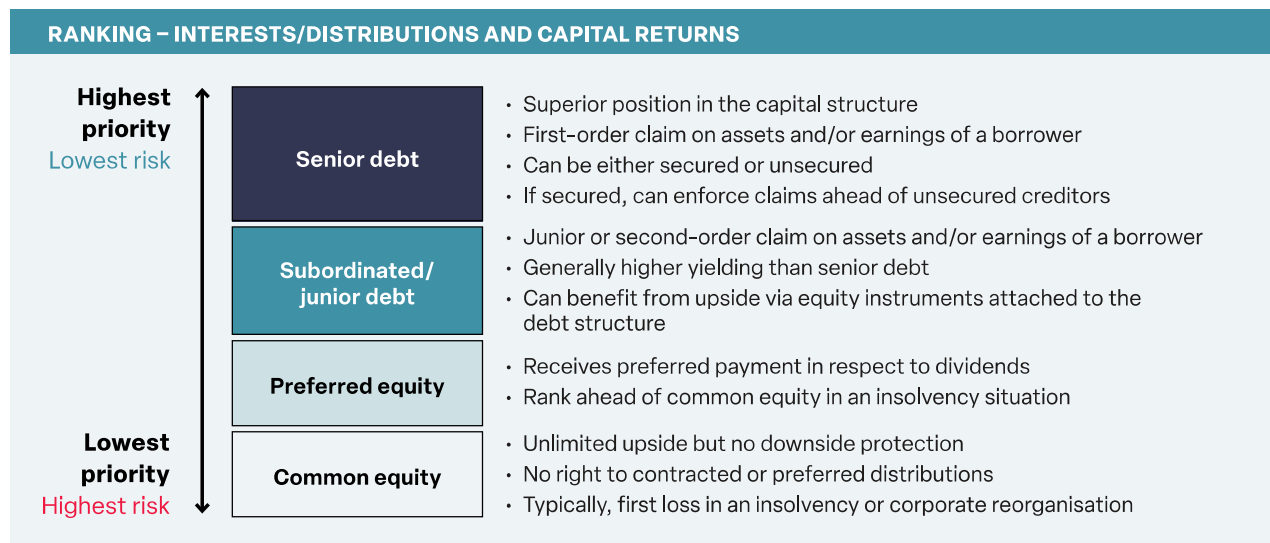 RANKING – INTERESTS/DISTRIBUTIONS AND CAPITAL RETURNS
Highest
priority
Lowest risk
Senior debt
• Superior position in the capital structure
• First-order claim on assets and/or earnings of a borrower
• Can be either secured or unsecured
• If secured, can enforce claims ahead of unsecured creditors
Subordinated/
junior debt
• Junior or second-order claim on assets and/or earnings of a borrower
• Generally higher yielding than senior debt
• Can benefit from upside via equity instruments attached to the
debt structure
Preferred equity
• Receives preferred payment in respect to dividends
• Rank ahead of common equity in an insolvency situation
Lowest
priority
Highest risk
Common equity
• Unlimited upside but no downside protection
• No right to contracted or preferred distributions
• Typically, first loss in an insolvency or corporate reorganisation